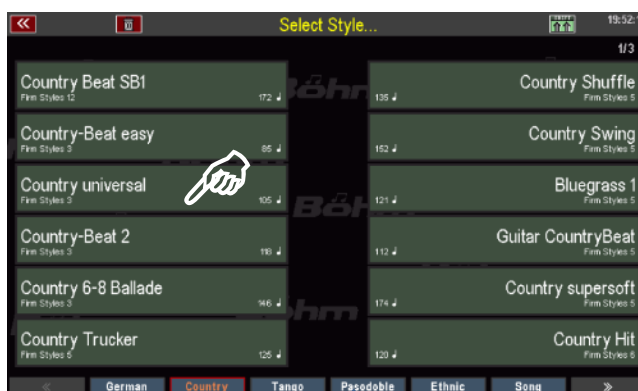 Select Style...
19:52:
1/3
Country Beat SB1
Firm Styles 12
172
Country Shuffle
Firm Styles 5
135
Country-Beat easy
Firm Styles 3
85
Country Swing
Firm Styles 5
152
Country universal
Firm Styles 3
105
Bluegrass 1
Firm Styles 5
121
Country-Beat 2
Firm Styles 3
118
Guitar CountryBeat
Firm Styles 5
112
Country 6-8 Ballade
Firm Styles 3
146
Country supersoft
Firm Styles 5
174
Country Trucker
Firm Styles 5
125
Country Hit
Firm Styles 5
120
Böhm
« German Country Tango Pasodoble Ethnic Song »